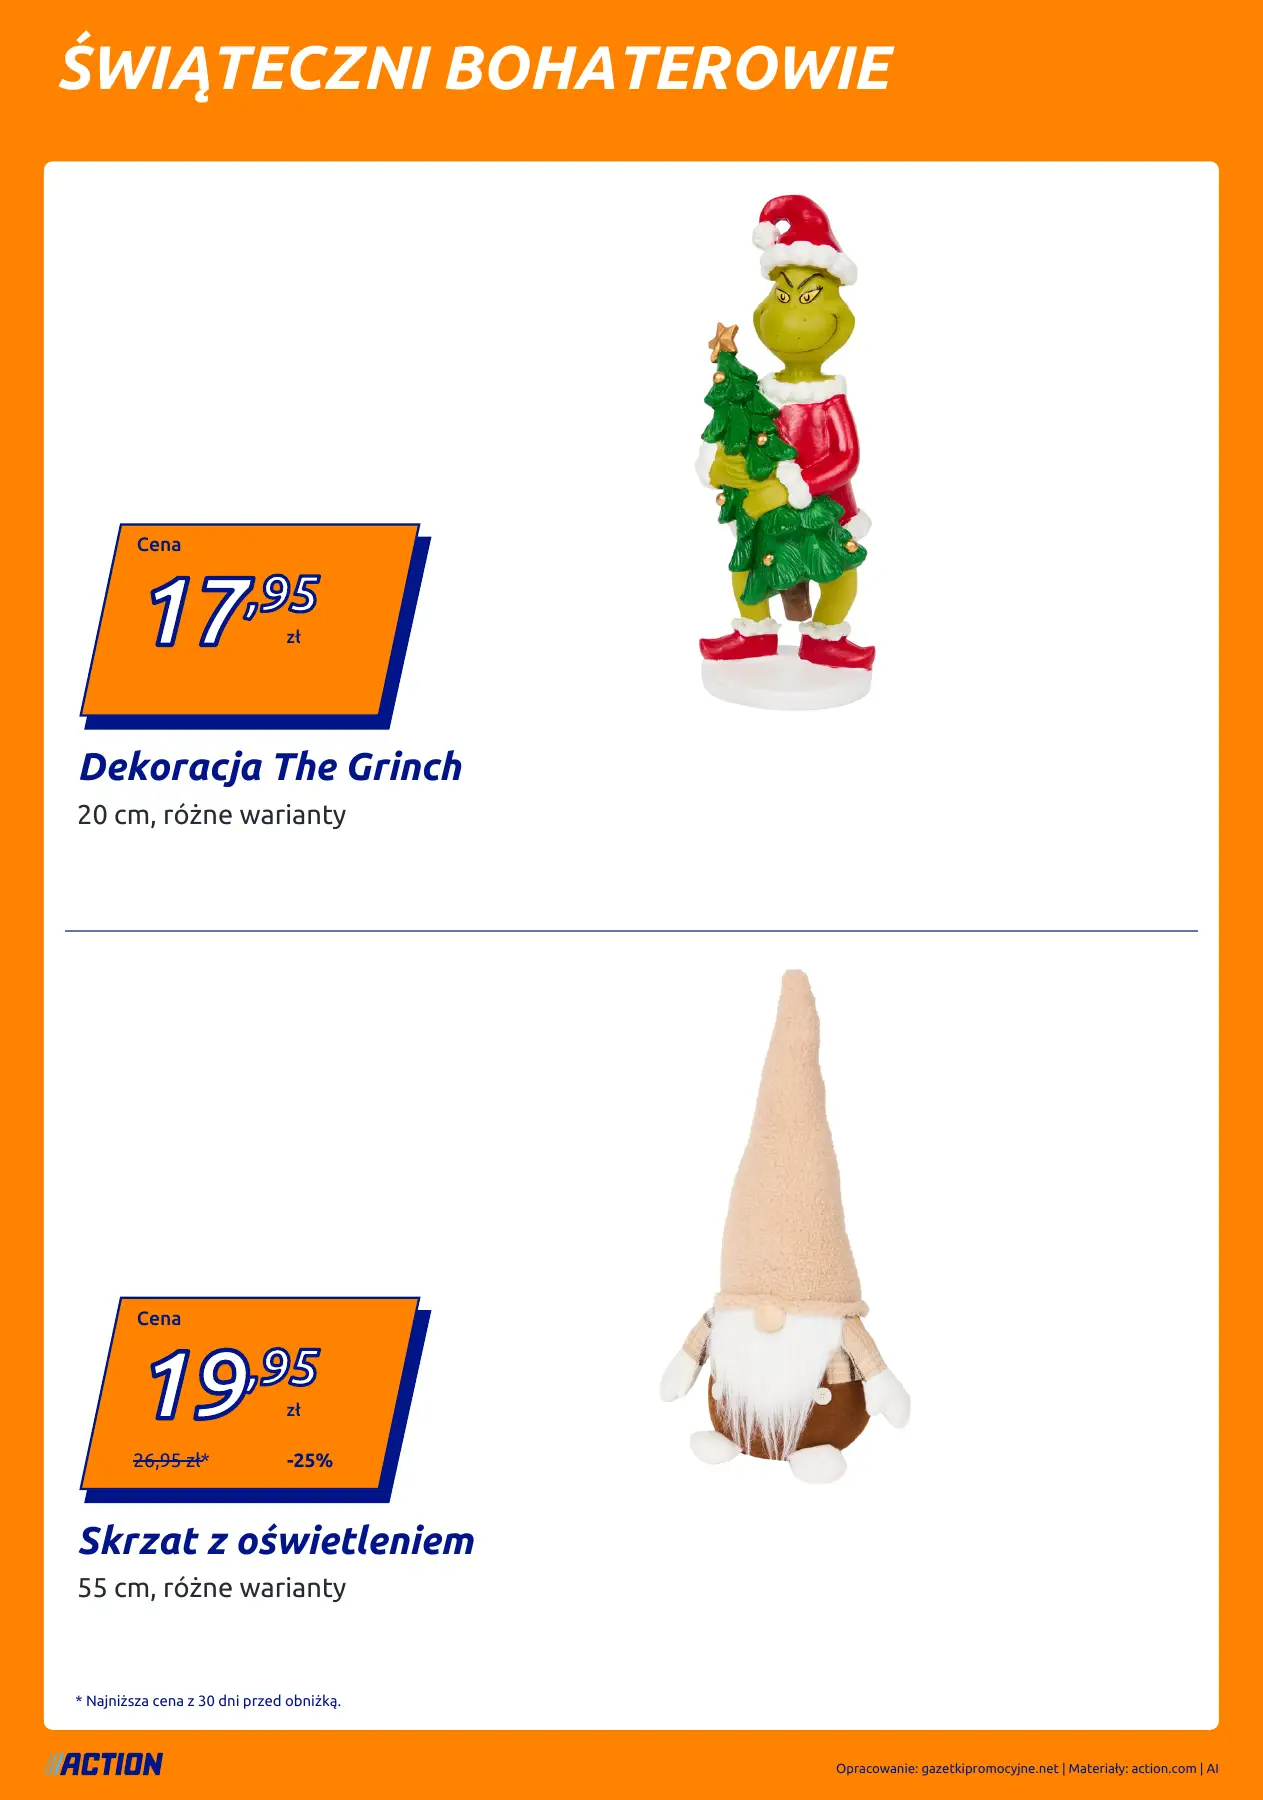 ŚWIĄTECZNI BOHATEROWIE
Cena
17,95
zł
Dekoracja The Grinch
20 cm, różne warianty
Cena
19,95
zł
26,95 zł* -25%
Skrzat z oświetleniem
55 cm, różne warianty
* Najniższa cena z 30 dni przed obniżką.
ACTION
Opracowanie: gazetkipromocyjne.net | Materiały: action.com | AI